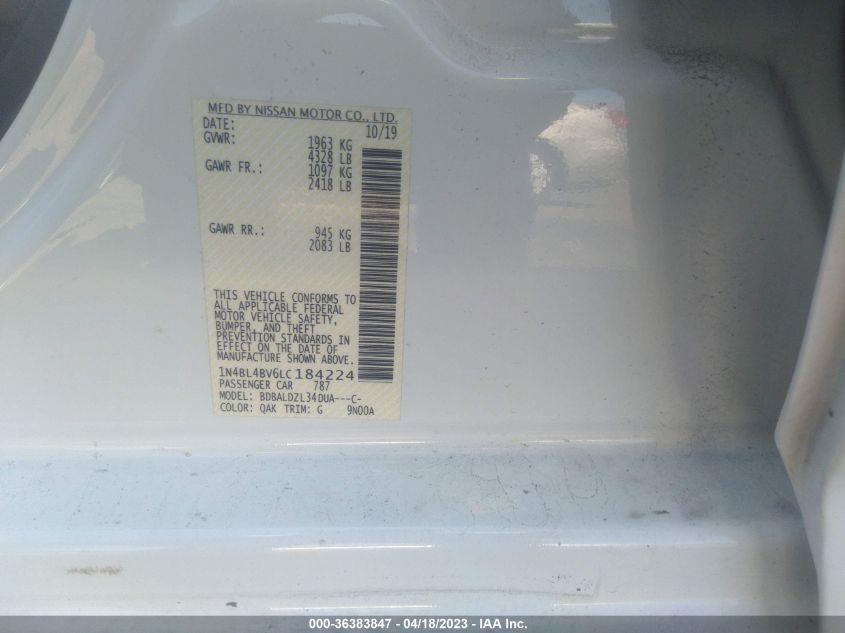 MFD BY NISSAN MOTOR CO., LTD.
DATE: 10/19
GVWR: 1963 KG
4328 LB
GAWR FR.: 1097 KG
2418 LB
GAWR RR.: 945 KG
2083 LB
THIS VEHICLE CONFORMS TO
ALL APPLICABLE FEDERAL
MOTOR VEHICLE SAFETY,
BUMPER, AND THEFT
PREVENTION STANDARDS IN
EFFECT ON THE DATE OF
MANUFACTURE SHOWN ABOVE.
1N4BL4BV6LC184224
PASSENGER CAR 787
MODEL: BDBALDZL34DUA---C-
COLOR: QAK TRIM: G 9N00A
000-36383847 - 04/18/2023 - IAA Inc.